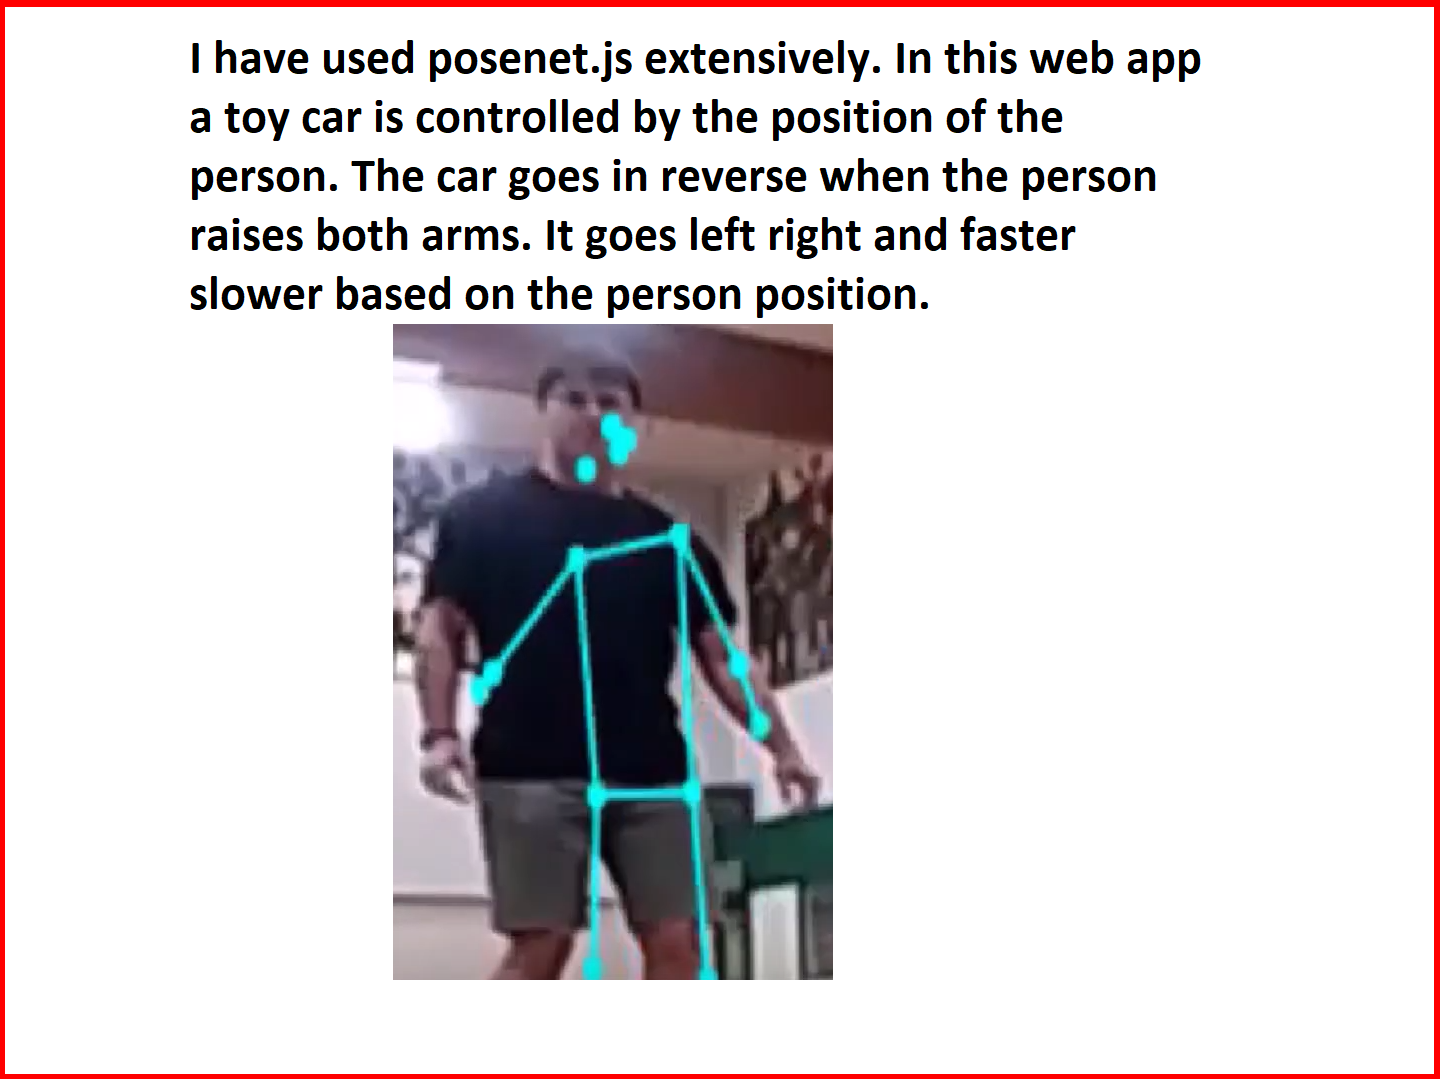 I have used posenet.js extensively. In this web app
a toy car is controlled by the position of the
person. The car goes in reverse when the person
raises both arms. It goes left right and faster
slower based on the person position.